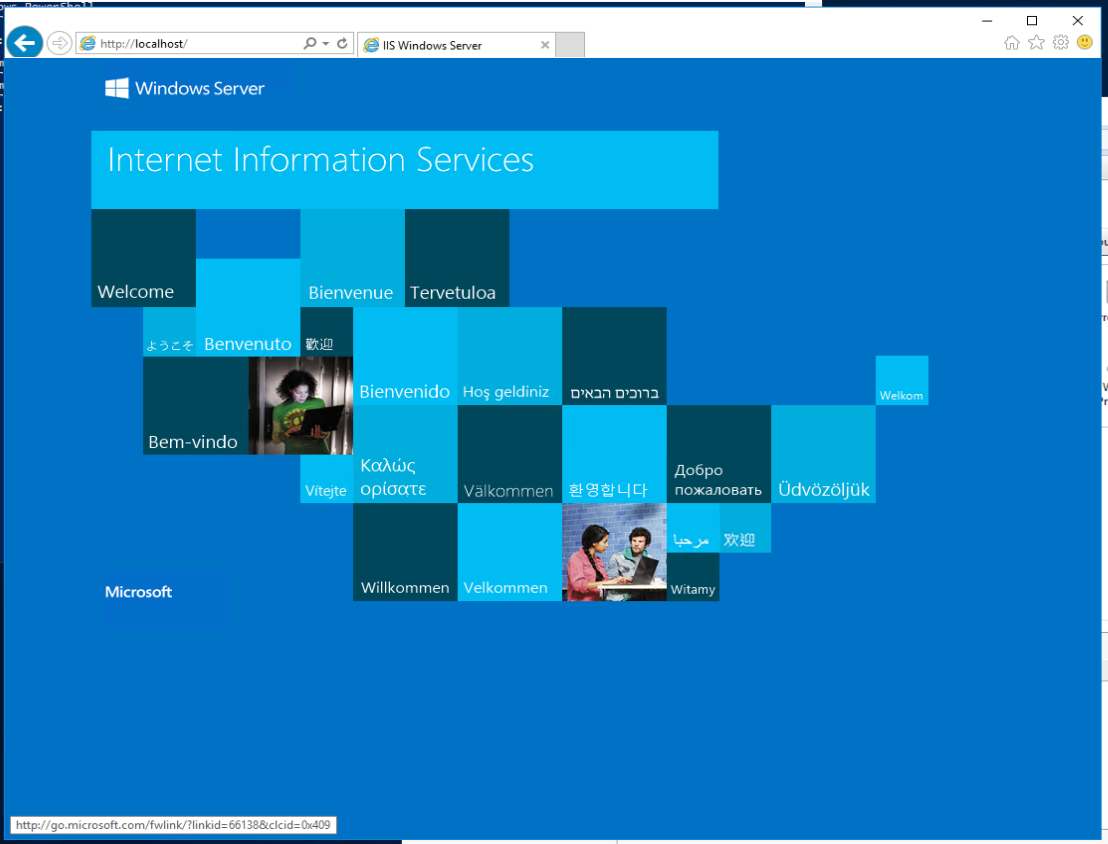 http://localhost/
IIS Windows Server
Windows Server
Internet Information Services
Welcome
Bienvenue
Tervetuloa
ようこそ
Benvenuto
歡迎
Bienvenido
Hoş geldiniz
ברוכים הבאים
Welkom
Bem-vindo
Vítejte
Καλώς
ορίσατε
Välkommen
환영합니다
Добро
пожаловать
Üdvözöljük
مرحبا
欢迎
Willkommen
Velkommen
Witamy
Microsoft
http://go.microsoft.com/fwlink/?linkid=66138&clcid=0x409